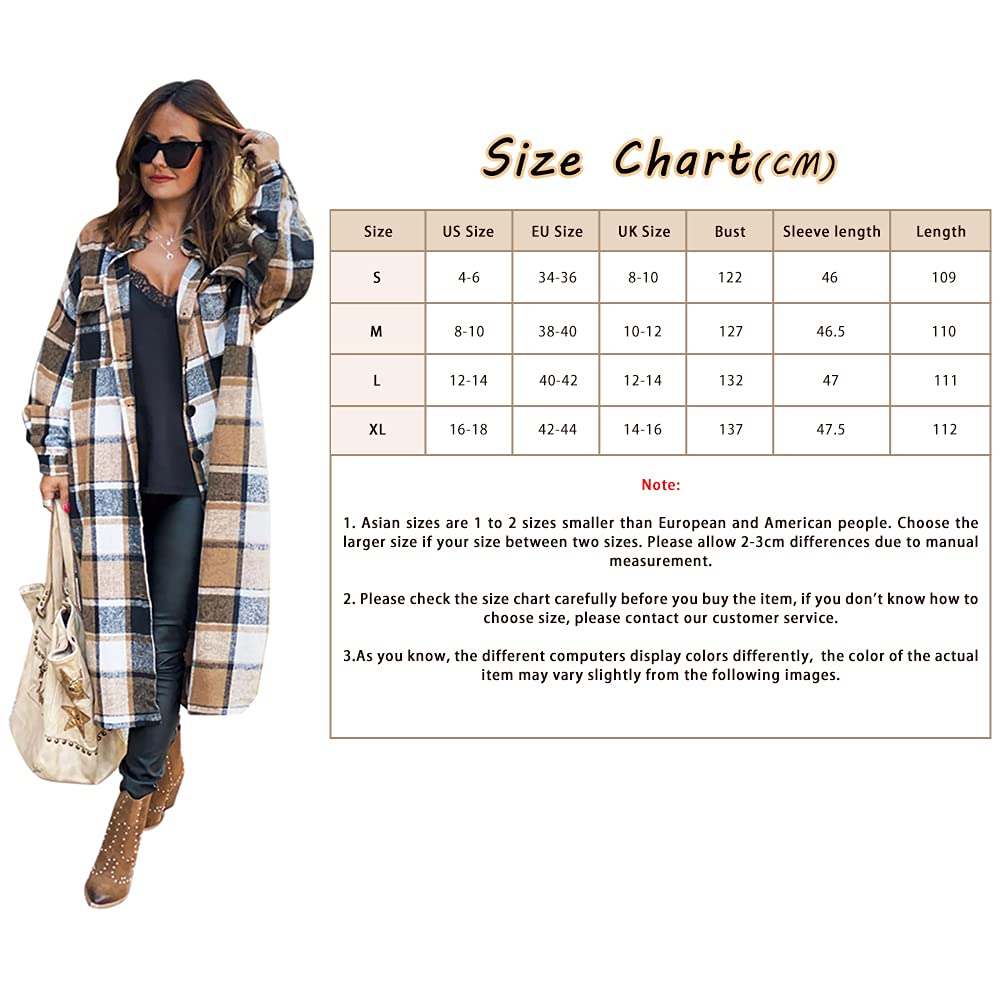 Size Chart(CM)
Size US Size EU Size UK Size Bust Sleeve length Length
S 4-6 34-36 8-10 122 46 109
M 8-10 38-40 10-12 127 46.5 110
L 12-14 40-42 12-14 132 47 111
XL 16-18 42-44 14-16 137 47.5 112
Note:
1. Asian sizes are 1 to 2 sizes smaller than European and American people. Choose the
larger size if your size between two sizes. Please allow 2-3cm differences due to manual
measurement.
2. Please check the size chart carefully before you buy the item, if you don’t know how to
choose size, please contact our customer service.
3.As you know, the different computers display colors differently, the color of the actual
item may vary slightly from the following images.